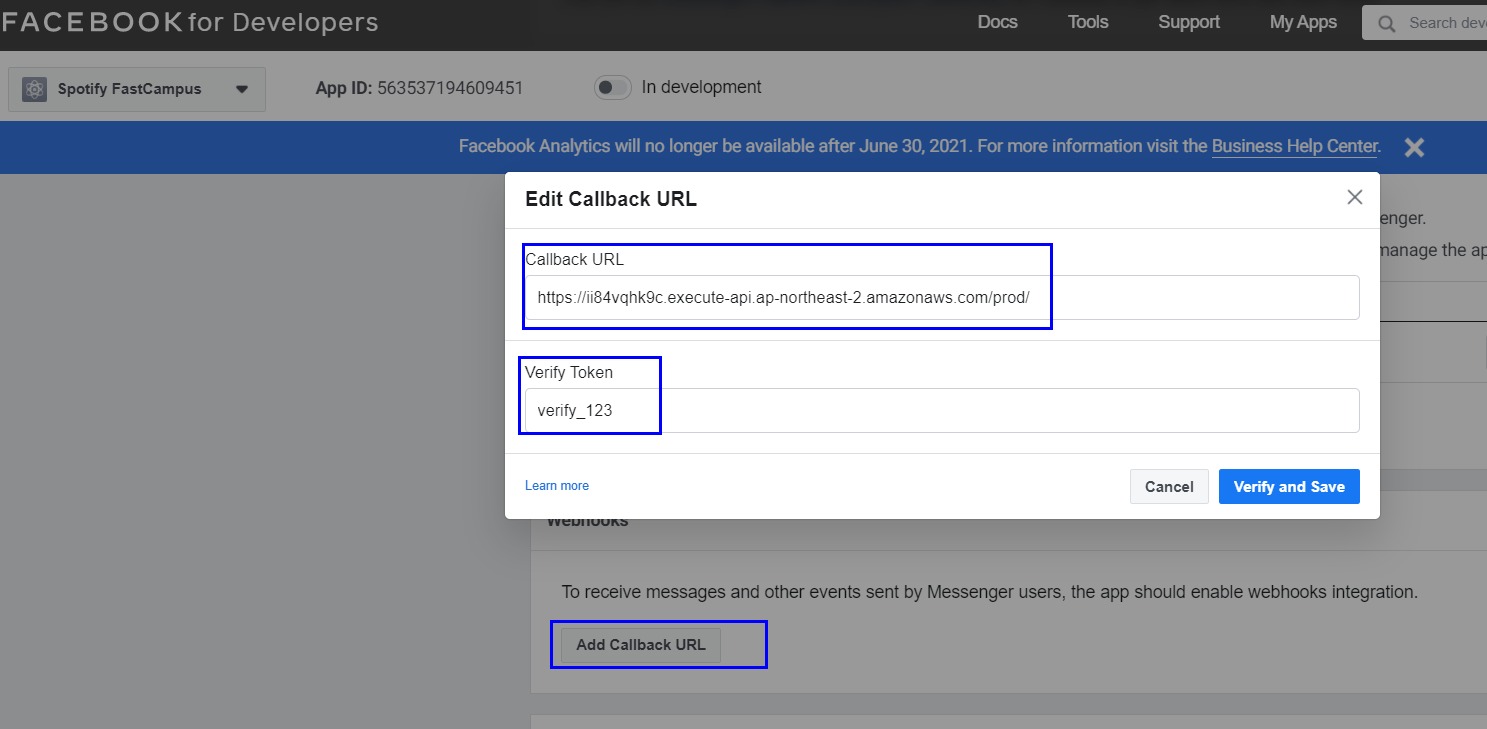 FACEBOOK for Developers
Docs
Tools
Support
My Apps
Search deve
Spotify FastCampus
App ID: 563537194609451
In development
Facebook Analytics will no longer be available after June 30, 2021. For more information visit the Business Help Center.
Edit Callback URL
enger.
manage the ap
Callback URL
https://ii84vqhk9c.execute-api.ap-northeast-2.amazonaws.com/prod/
Verify Token
verify_123
Learn more
Cancel
Verify and Save
Webhooks
To receive messages and other events sent by Messenger users, the app should enable webhooks integration.
Add Callback URL